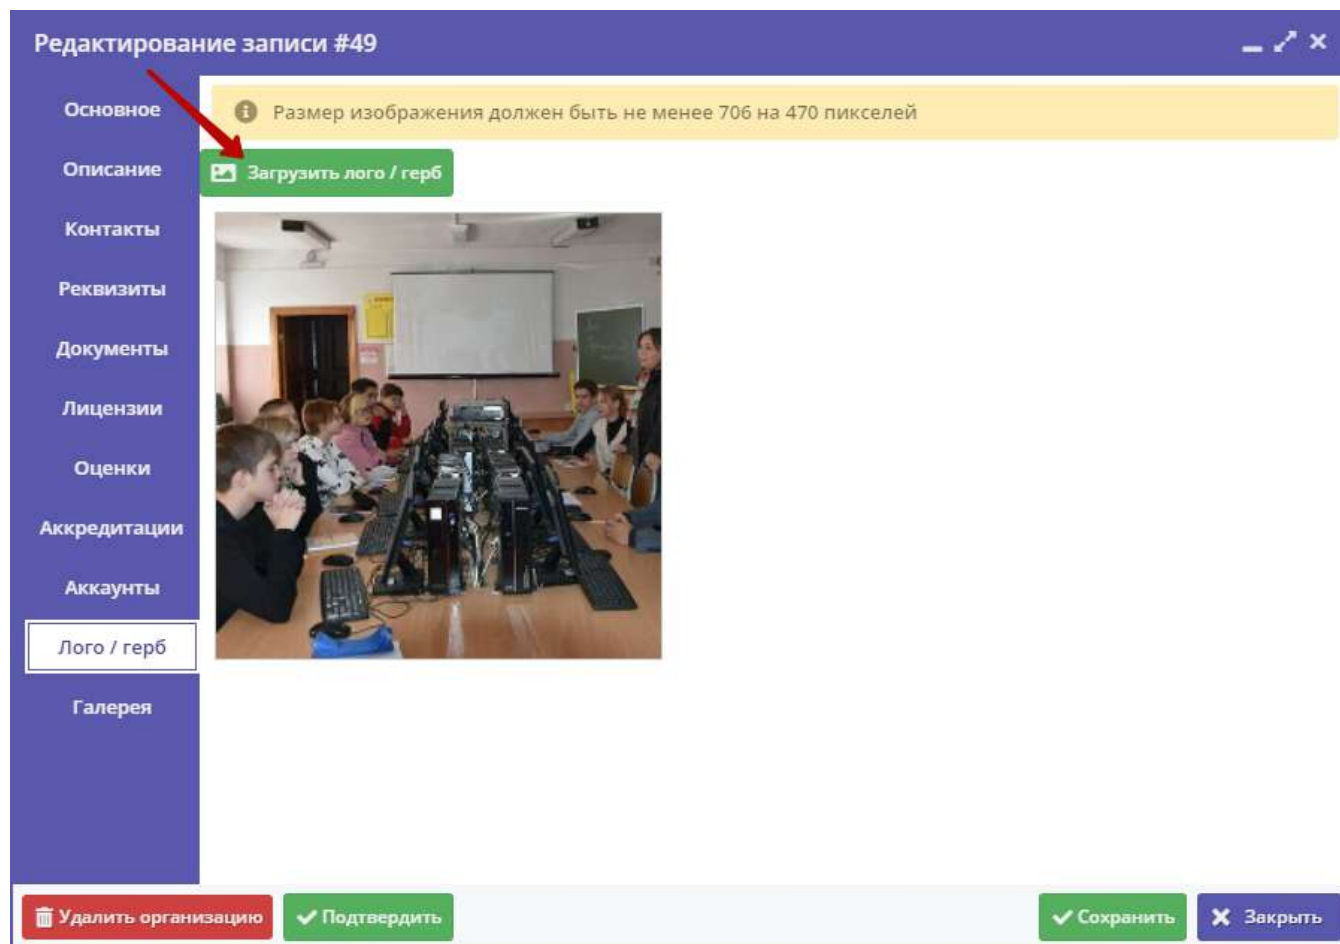 Редактирование записи #49
Основное
Размер изображения должен быть не менее 706 на 470 пикселей
Описание
Загрузить лого / герб
Контакты
Реквизиты
Документы
Лицензии
Оценки
Аккредитации
Аккаунты
Лого / герб
Галерея
Удалить организацию
Подтвердить
Сохранить
Закрыть